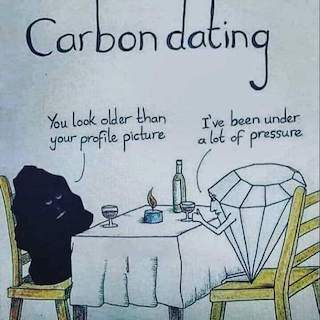 Carbon dating
You look older than
your profile picture
I've been under
a lot of pressure